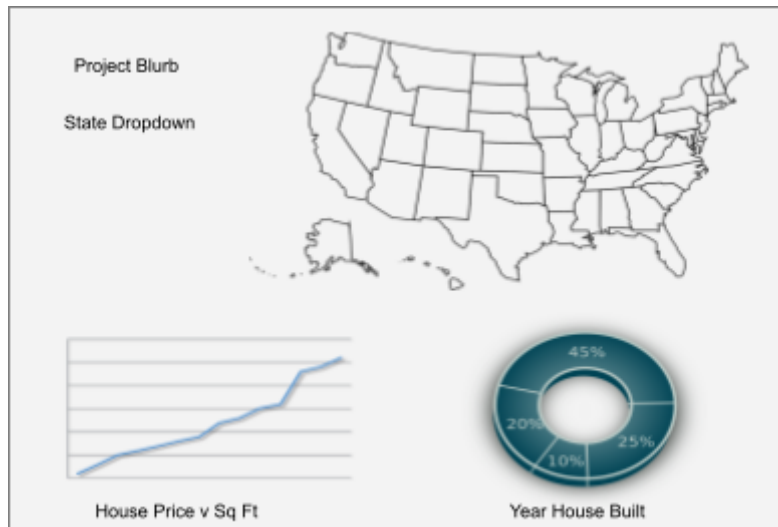 Project Blurb
State Dropdown
45%
20%
25%
10%
House Price v Sq Ft
Year House Built